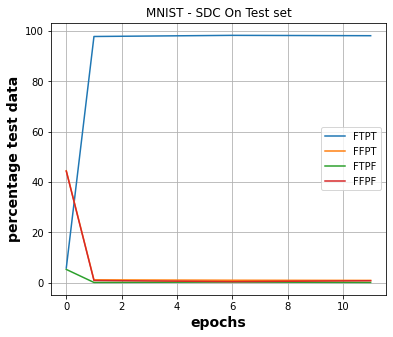 MNIST - SDC On Test set
percentage test data
100
80
60
40
20
0
FTPT
FFPT
FTPF
FFPF
0 2 4 6 8 10
epochs